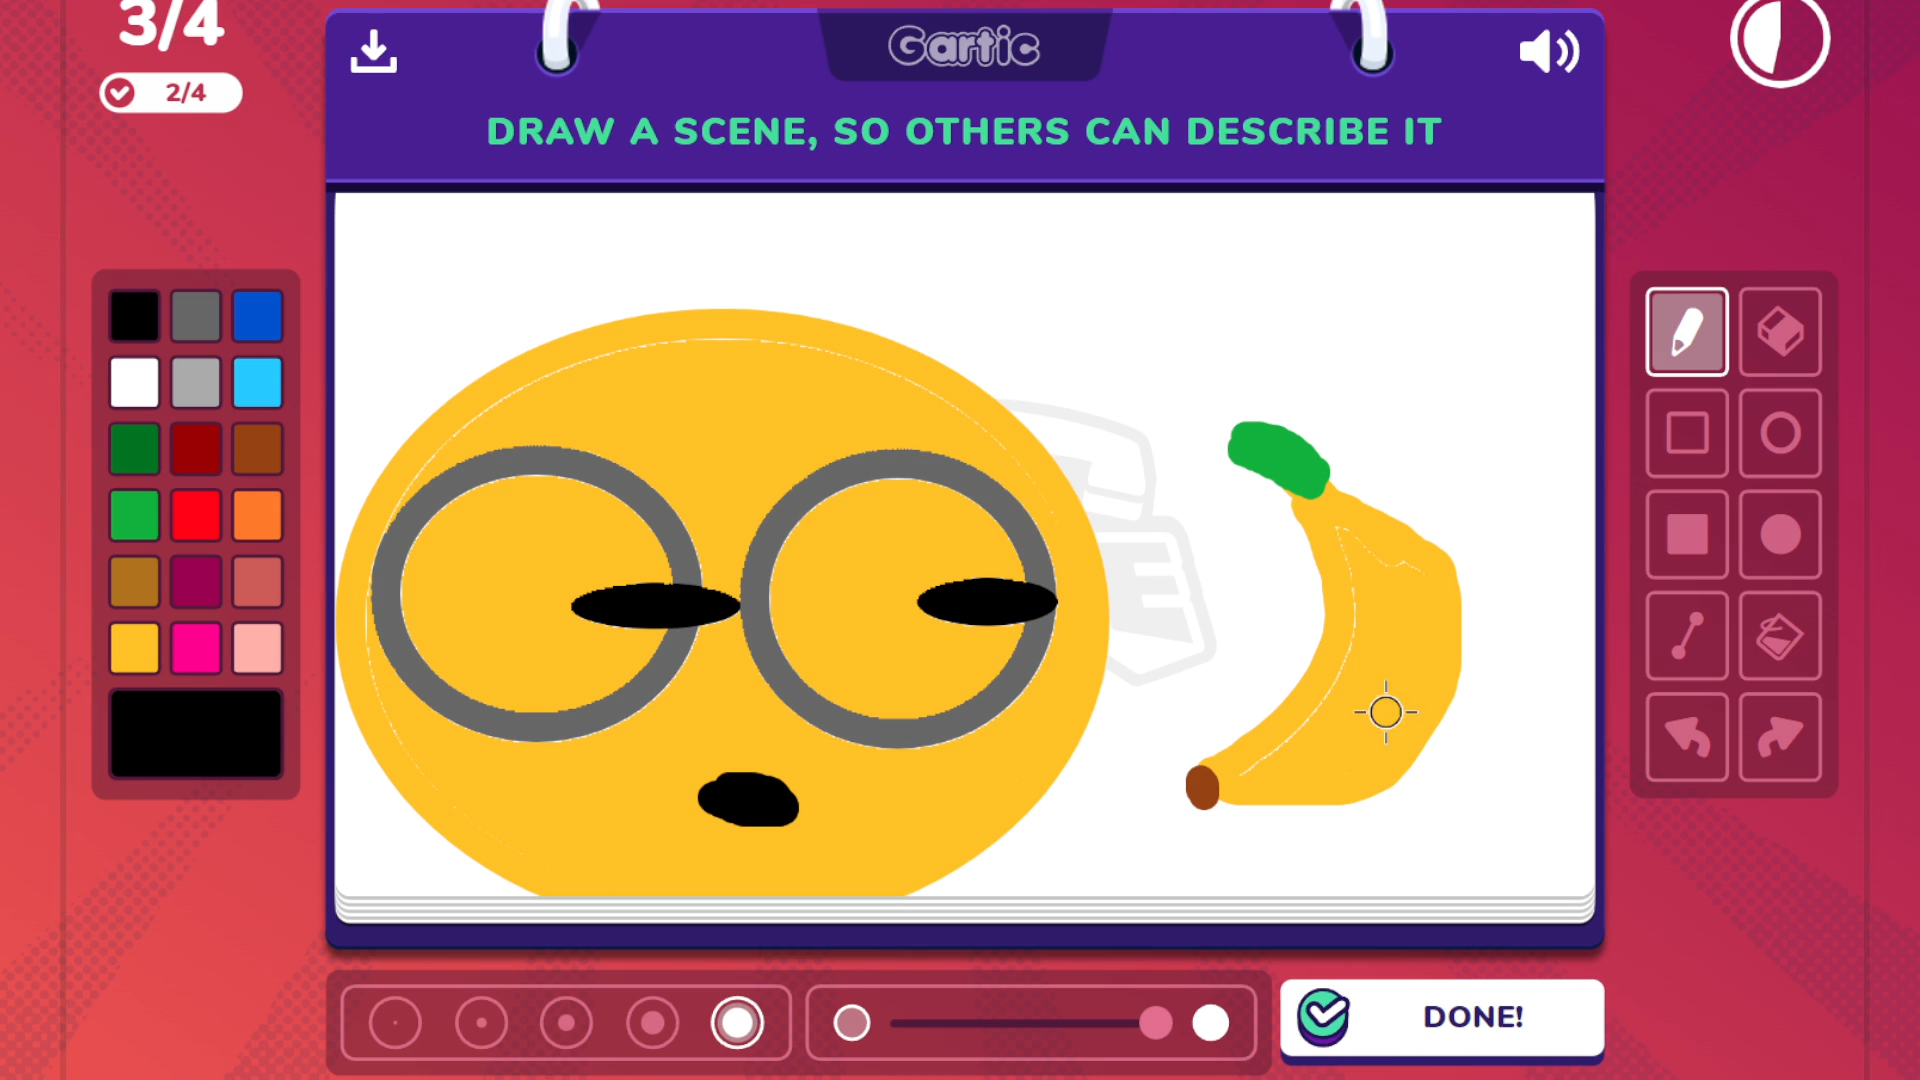 3/4
2/4
Gartic
DRAW A SCENE, SO OTHERS CAN DESCRIBE IT
DONE!